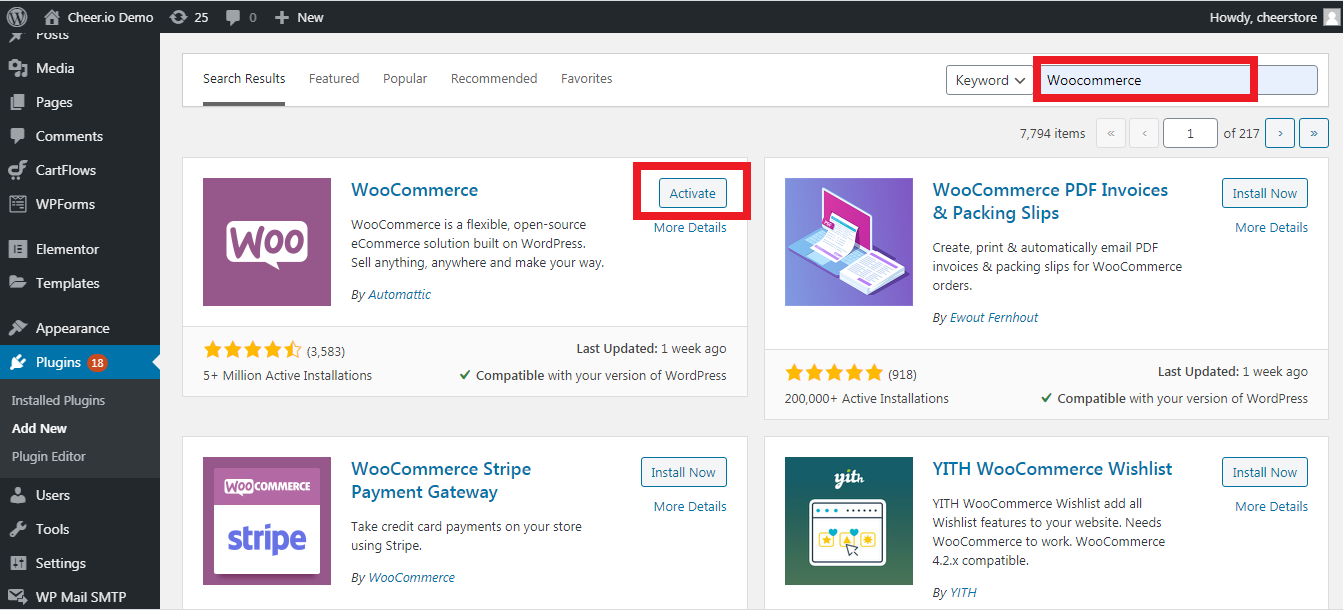 Cheer.io Demo 25 0 New Howdy, cheerstore
Posts
Media
Pages
Comments
CartFlows
WPForms
Elementor
Templates
Appearance
Plugins 18
Installed Plugins
Add New
Plugin Editor
Users
Tools
Settings
WP Mail SMTP
Search Results Featured Popular Recommended Favorites Keyword Woocommerce
7,794 items « ‹ 1 of 217 › »
WOO
WooCommerce
Activate
More Details
WooCommerce is a flexible, open-source
eCommerce solution built on WordPress.
Sell anything, anywhere and make your way.
By Automattic
(3,583)
5+ Million Active Installations
Last Updated: 1 week ago
Compatible with your version of WordPress
WooCommerce PDF Invoices
& Packing Slips
Install Now
More Details
Create, print & automatically email PDF
invoices & packing slips for WooCommerce
orders.
By Ewout Fernhout
(918)
200,000+ Active Installations
Last Updated: 1 week ago
Compatible with your version of WordPress
WOO COMMERCE
stripe
WooCommerce Stripe
Payment Gateway
Install Now
More Details
Take credit card payments on your store
using Stripe.
By WooCommerce
yith
YITH WooCommerce Wishlist
Install Now
More Details
YITH WooCommerce Wishlist add all
Wishlist features to your website. Needs
WooCommerce to work. WooCommerce
4.2.x compatible.
By YITH